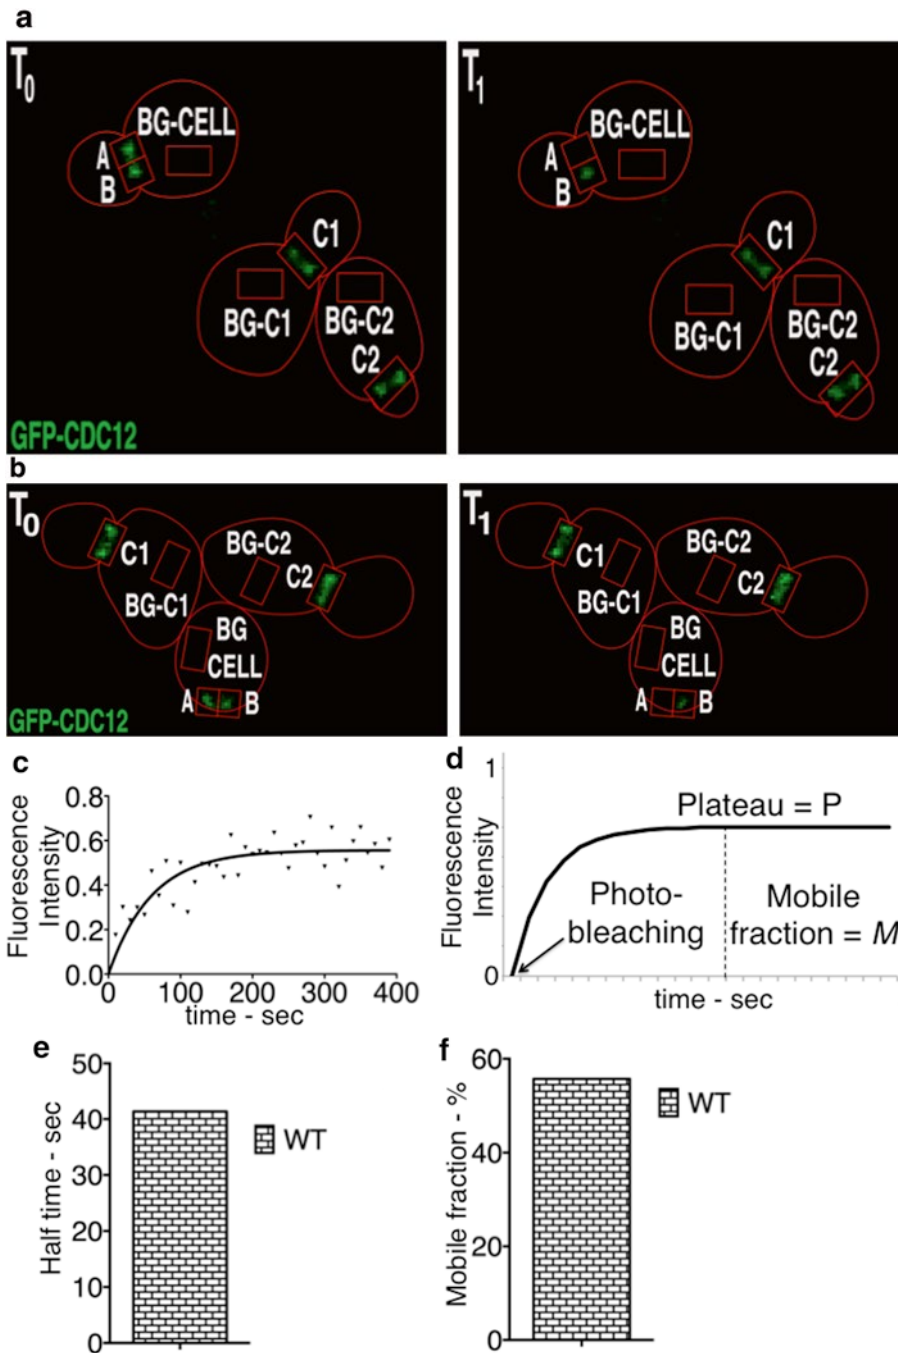 a
T0
BG-CELL
A
B
C1
BG-C1
BG-C2
C2
GFP-CDC12
T1
BG-CELL
A
B
C1
BG-C1
BG-C2
C2
b
T0
C1
BG-C1
BG-C2
C2
BG
CELL
A
B
GFP-CDC12
T1
C1
BG-C1
BG-C2
C2
BG
CELL
A
B
c
Fluorescence
Intensity
0.8
0.6
0.4
0.2
0.0
0
100
200
300
400
time - sec
d
Fluorescence
Intensity
1
0
Plateau = P
Photo-
bleaching
Mobile
fraction = M
time - sec
e
Half time - sec
50
40
30
20
10
0
WT
f
Mobile fraction - %
60
40
20
0
WT